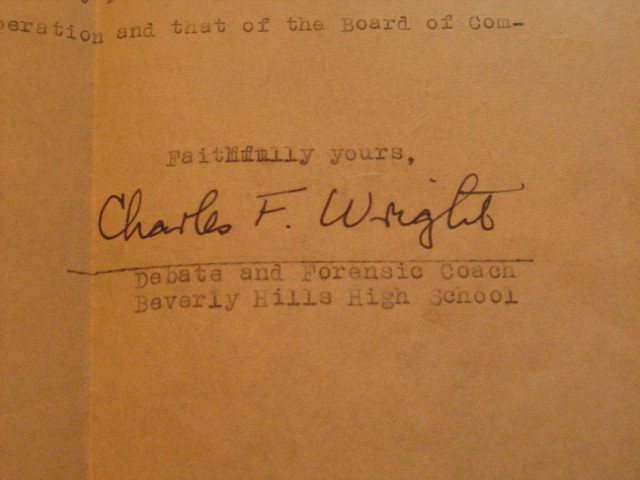 peration and that of the Board of Com-
Faithfully yours,
Charles F. Wright
Debate and Forensic Coach
Beverly Hills High School